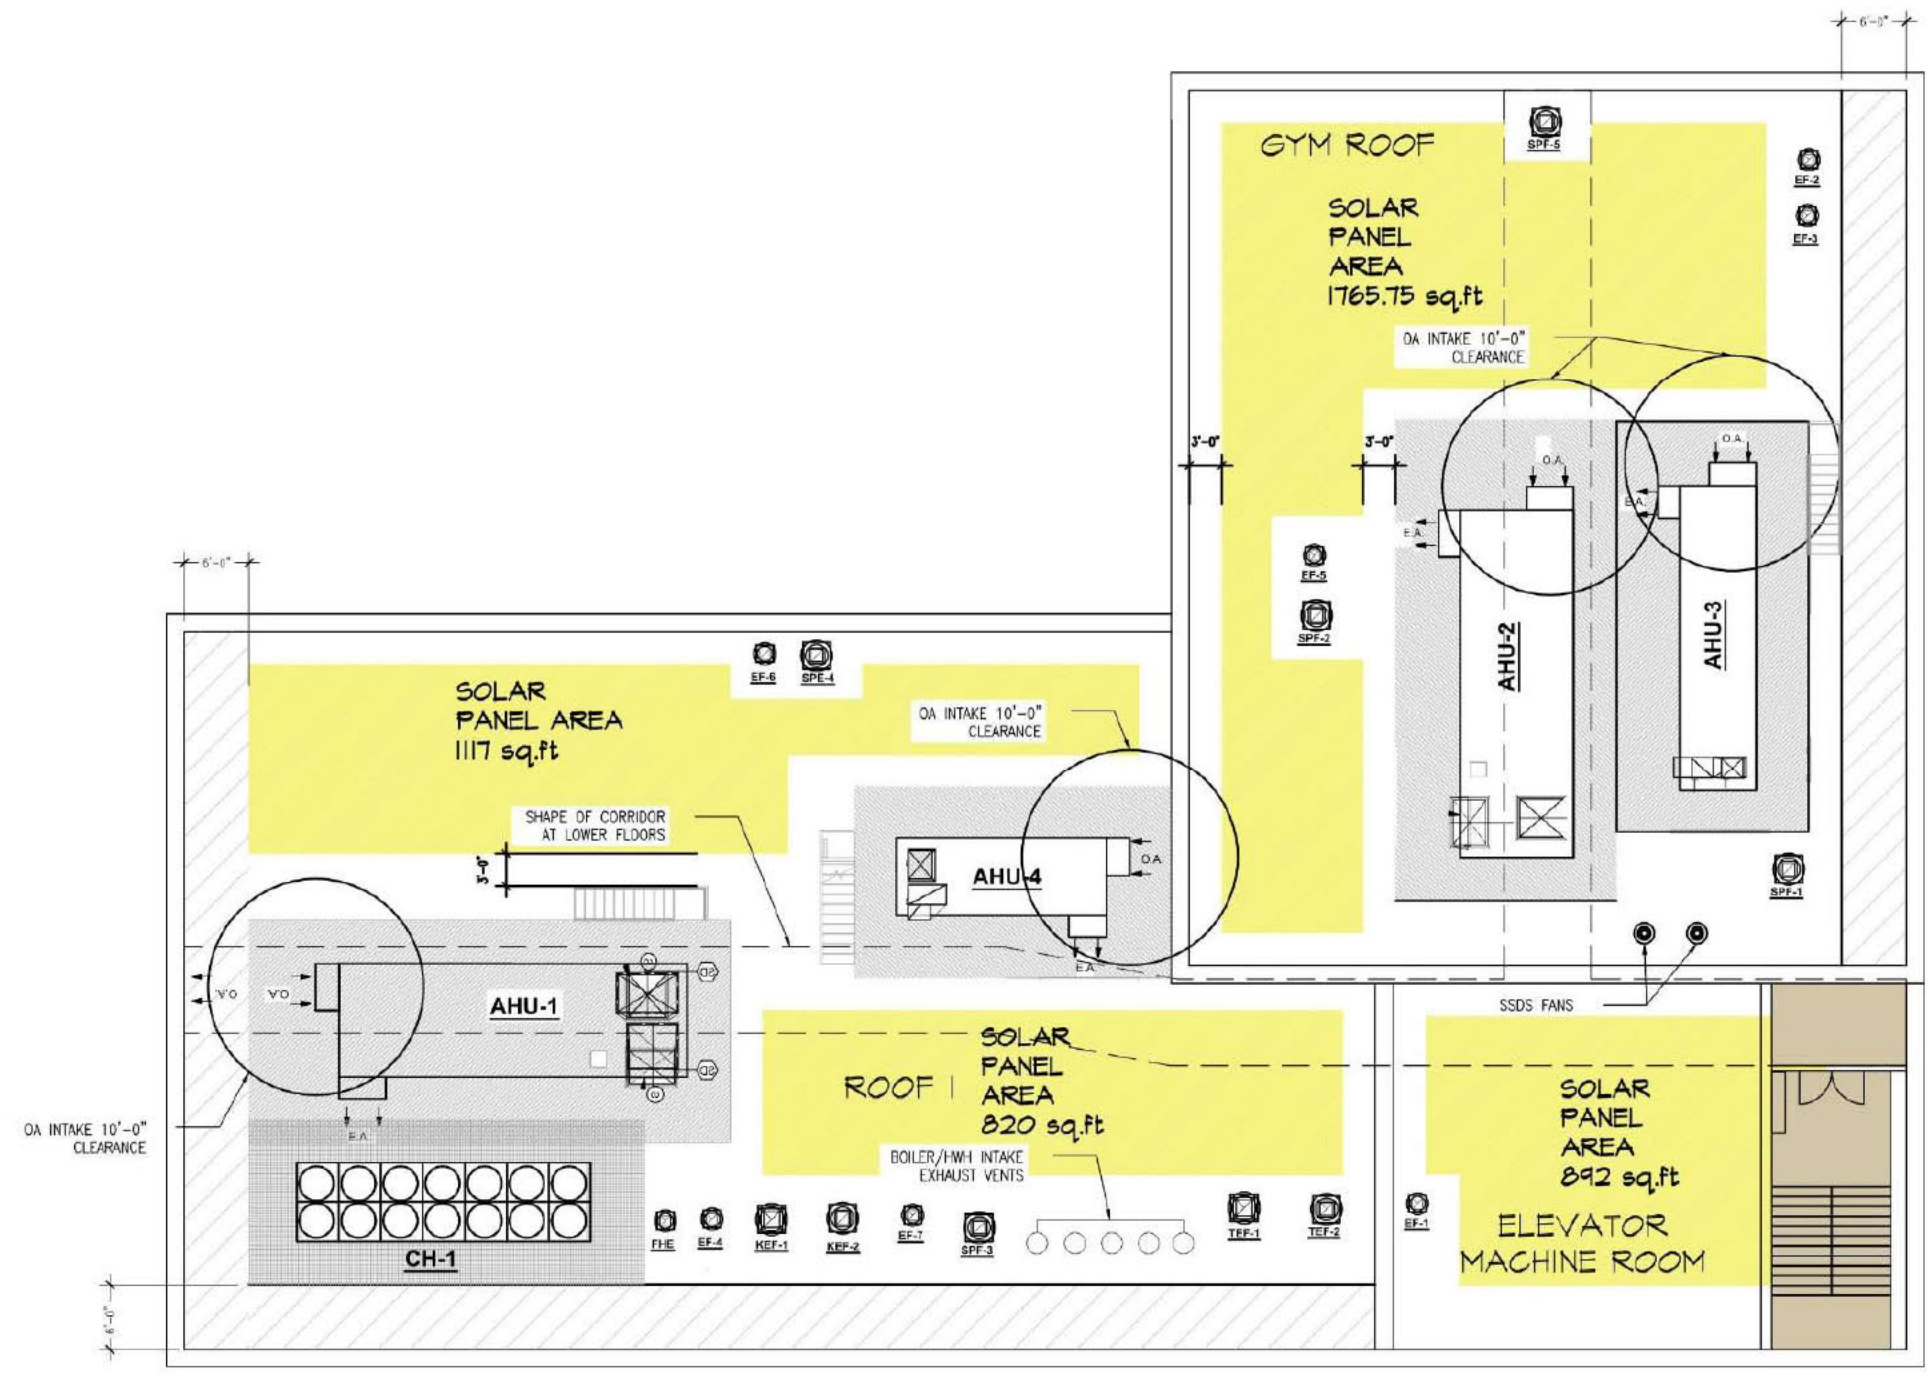 6'-0"
SPF-5
GYM ROOF
EF-2
SOLAR
PANEL
AREA
1765.75 sq.ft
EF-3
OA INTAKE 10'-0"
CLEARANCE
3'-0"
3'-0"
O.A.
O.A.
E.A.
E.A.
6'-0"
EF-5
SPF-2
AHU-2
AHU-3
EF-6
SPE-4
SOLAR
PANEL AREA
1117 sq.ft
OA INTAKE 10'-0"
CLEARANCE
SHAPE OF CORRIDOR
AT LOWER FLOORS
3'-0"
AHU-4
O.A.
E.A.
SPF-1
O.A.
O.A.
AHU-1
SD
SD
SSDS FANS
SOLAR
PANEL
AREA
820 sq.ft
ROOF 1
SOLAR
PANEL
AREA
892 sq.ft
ELEVATOR
MACHINE ROOM
OA INTAKE 10'-0"
CLEARANCE
E.A.
BOILER/HWH INTAKE
EXHAUST VENTS
CH-1
FHE
EF-4
KEF-1
KEF-2
EF-7
SPF-3
TEF-1
TEF-2
EF-1
6'-0"